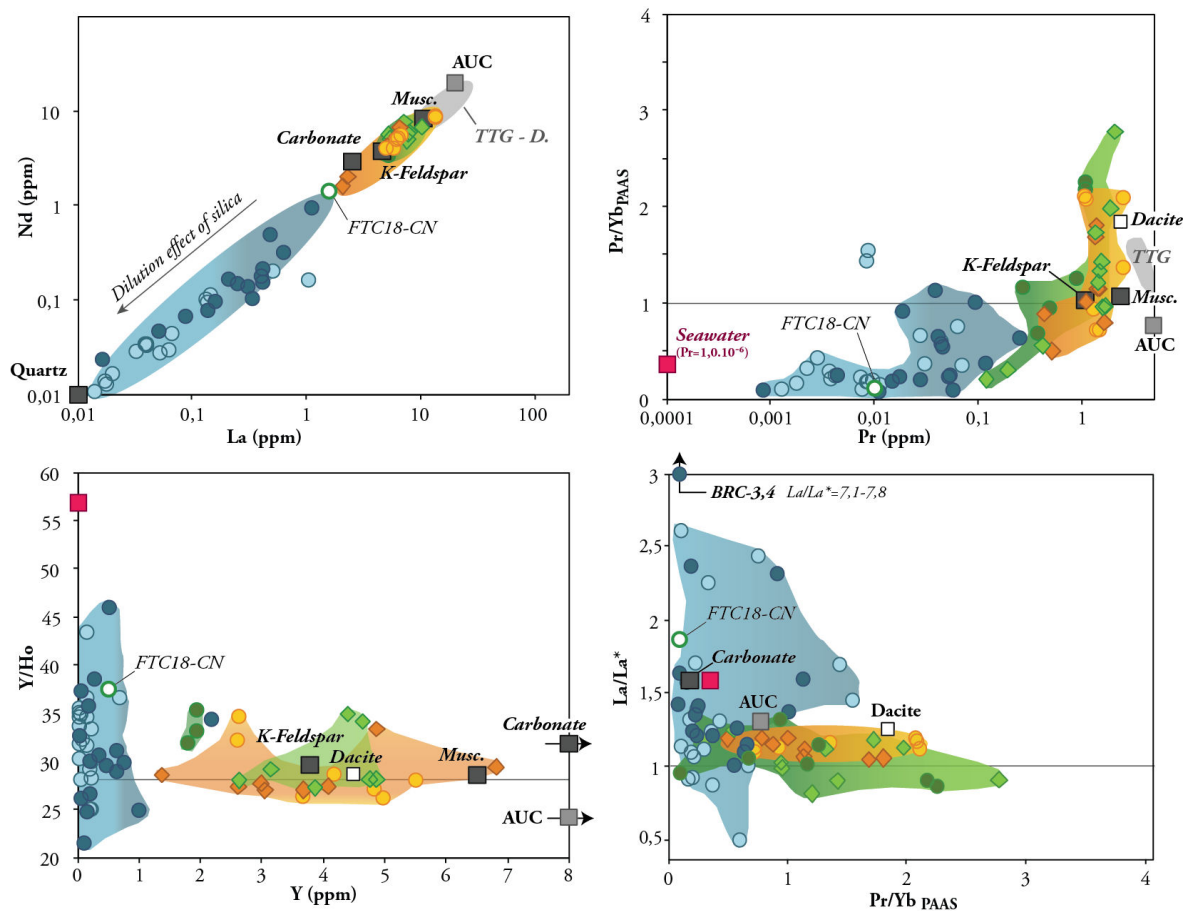 AUC
10
Musc.
TTG - D.
Carbonate
K-Feldspar
Nd (ppm)
1
FTC18-CN
Dilution effect of silica
0,1
Quartz
0,01
0,01 0,1 1 10 100
La (ppm)
4
3
Pr/Yb PAAS
2
Dacite
TTG
K-Feldspar
Musc.
1
FTC18-CN
AUC
Seawater
(Pr=1,0.10⁻⁶)
0
0,0001 0,001 0,01 0,1 1
Pr (ppm)
60
55
50
45
40
FTC18-CN
Y/Ho
35
Carbonate
K-Feldspar
Dacite
Musc.
30
25
AUC
20
0 1 2 3 4 5 6 7 8
Y (ppm)
3
BRC-3,4 La/La*=7,1-7,8
2,5
2
FTC18-CN
La/La*
Carbonate
1,5
AUC
Dacite
1
0,5
0 1 2 3 4
Pr/Yb PAAS